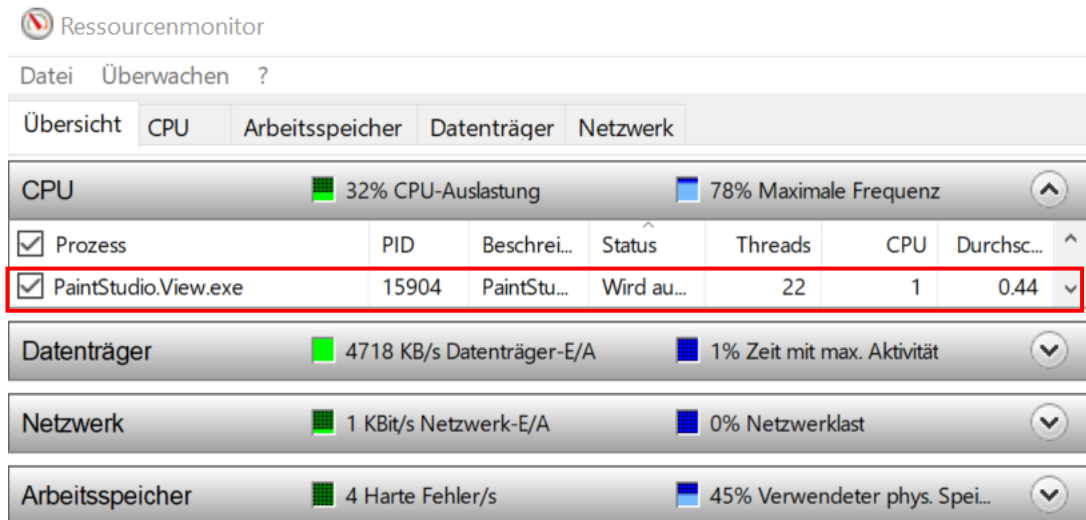 Ressourcenmonitor
Datei Überwachen ?
Übersicht CPU Arbeitsspeicher Datenträger Netzwerk
CPU 32% CPU-Auslastung 78% Maximale Frequenz
Prozess PID Beschrei... Status Threads CPU Durchsc...
PaintStudio.View.exe 15904 PaintStu... Wird au... 22 1 0.44
Datenträger 4718 KB/s Datenträger-E/A 1% Zeit mit max. Aktivität
Netzwerk 1 KBit/s Netzwerk-E/A 0% Netzwerklast
Arbeitsspeicher 4 Harte Fehler/s 45% Verwendeter phys. Spei...